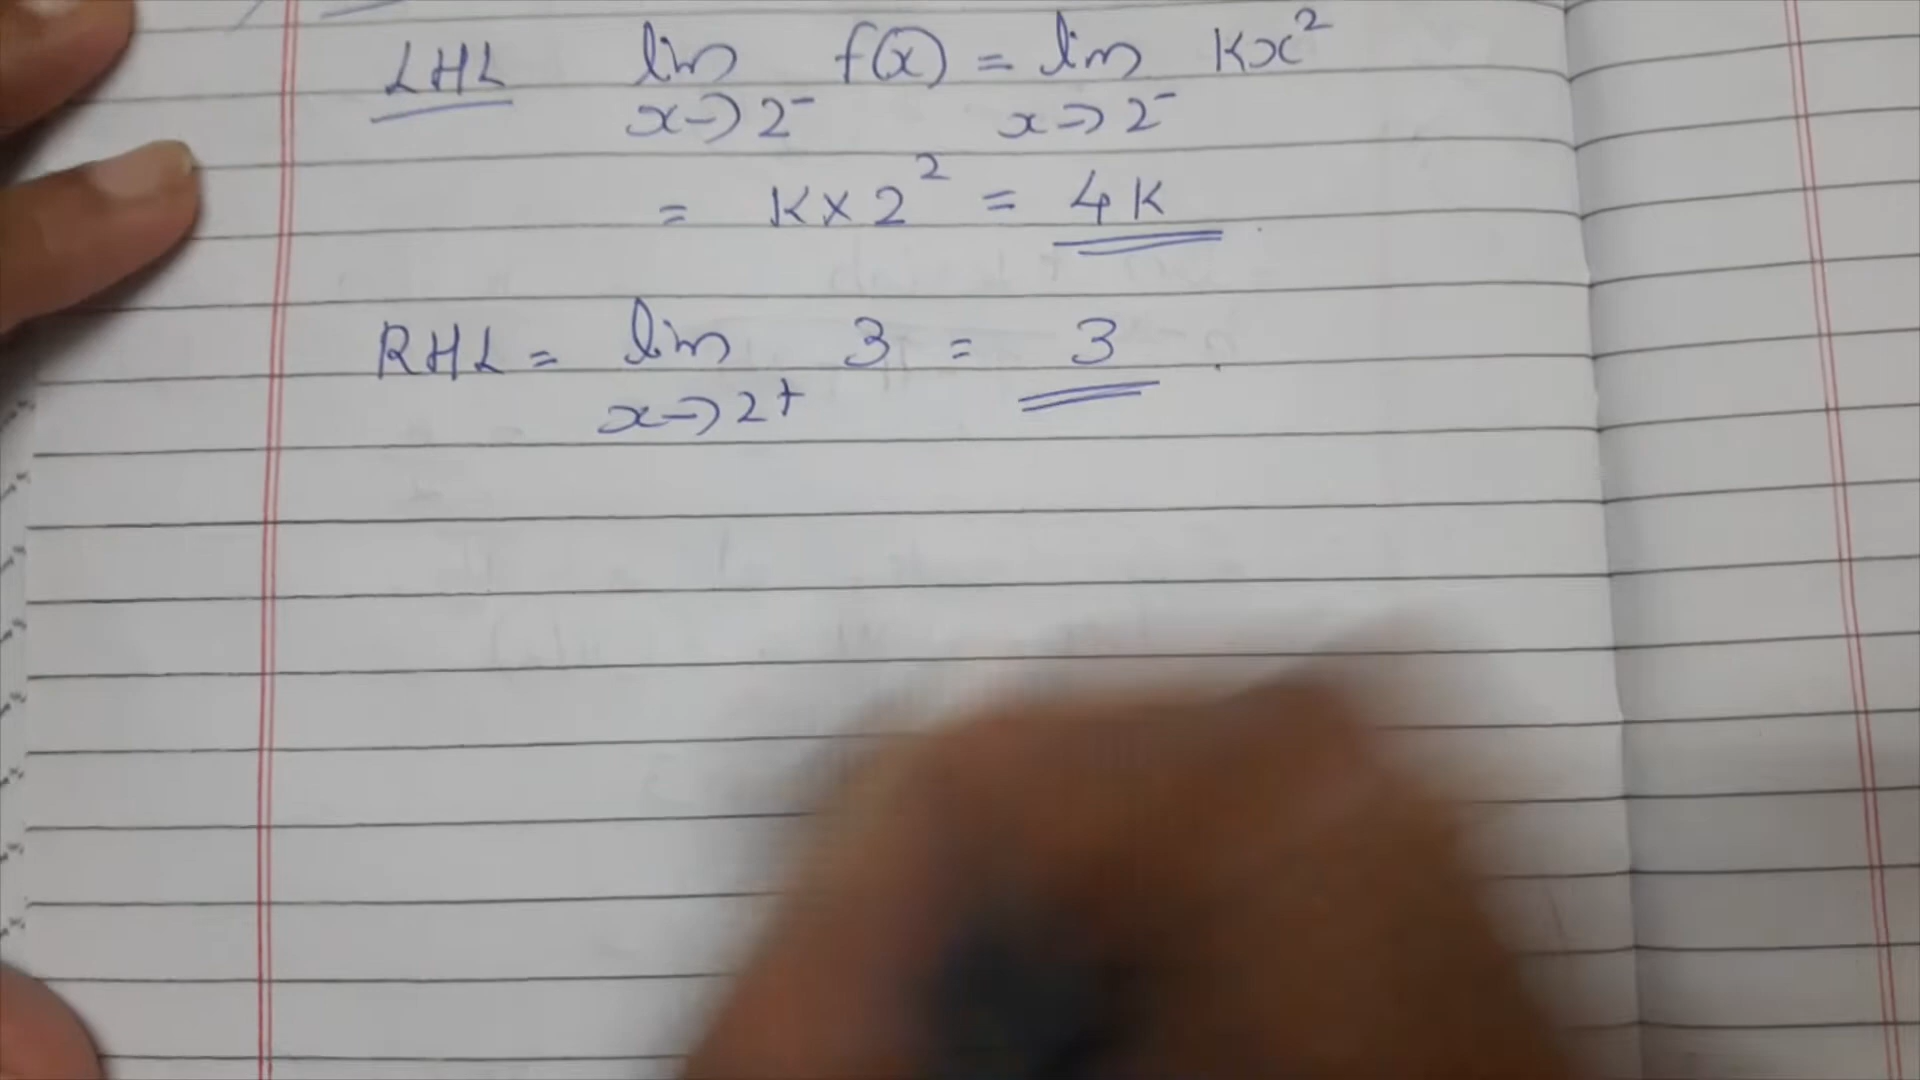 LHL lim f(x) = lim Kx²
x→2⁻ x→2⁻
= K×2² = 4K
RHL = lim 3 = 3
x→2+